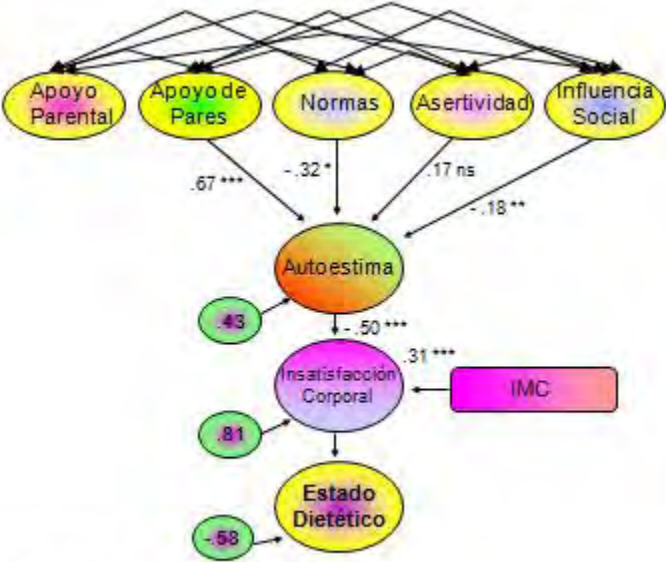 Apoyo
Parental
Apoyo de
Pares
Normas
Asertividad
Influencia
Social
.67 ***
-.32 *
.17 ns
-.18 **
Autoestima
.43
-.50 ***
.31 ***
Insatisfacción
Corporal
IMC
.81
Estado
Dietético
-.58